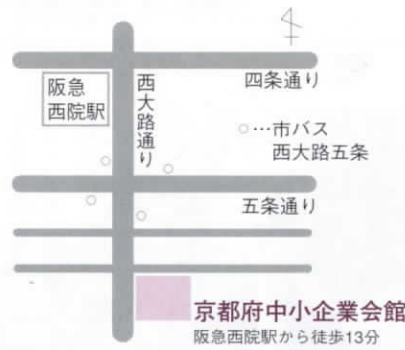 四条通り
阪急
西院駅
西大路通り
○…市バス
西大路五条
五条通り
京都府中小企業会館
阪急西院駅から徒歩13分